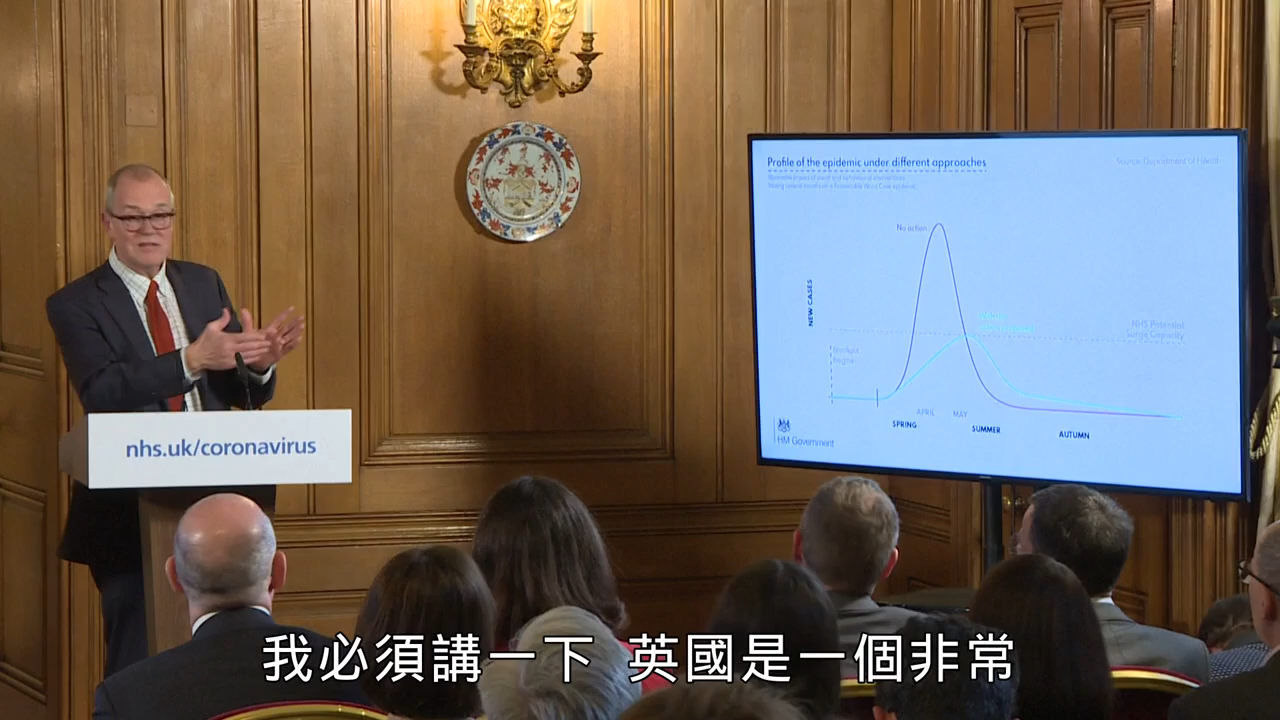 Profile of the epidemic under different approaches
Source: Department of Health
No action
NEW CASES
NHS Potential
Surge Capacity
APRIL
MAY
SPRING
SUMMER
AUTUMN
HM Government
nhs.uk/coronavirus
我必須講一下 英國是一個非常